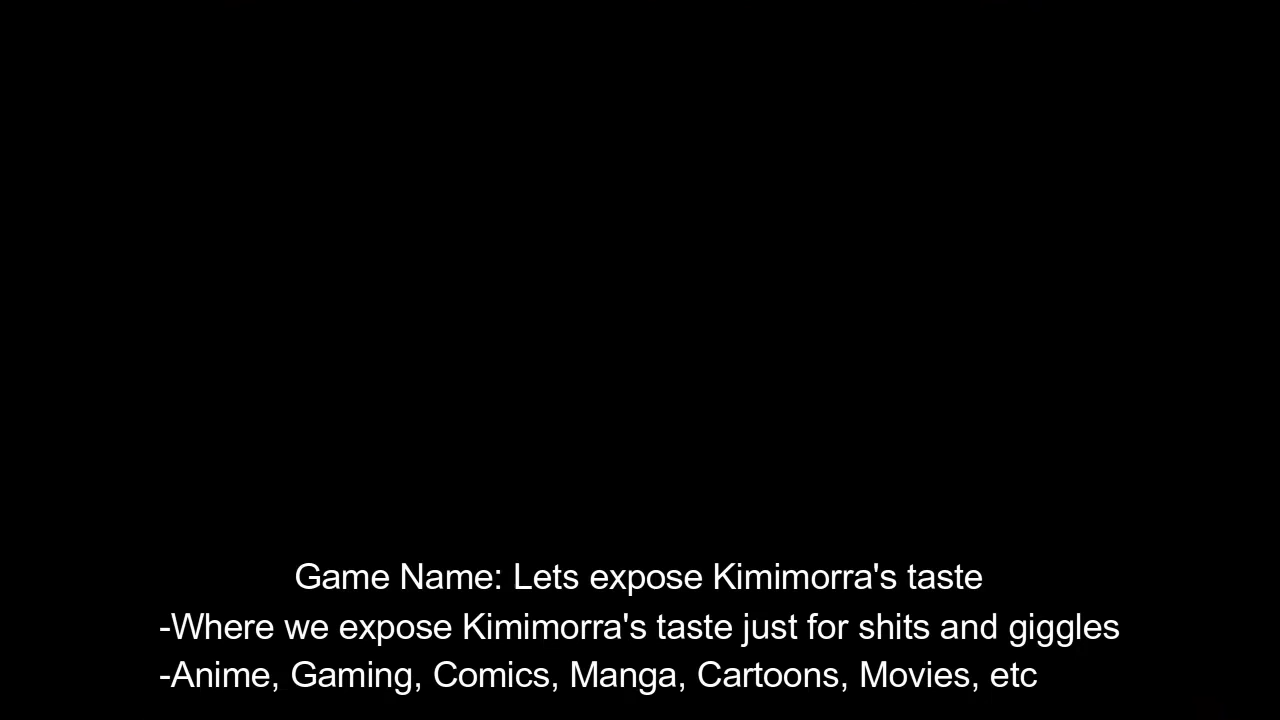 Game Name: Lets expose Kimimorra's taste
-Where we expose Kimimorra's taste just for shits and giggles
-Anime, Gaming, Comics, Manga, Cartoons, Movies, etc